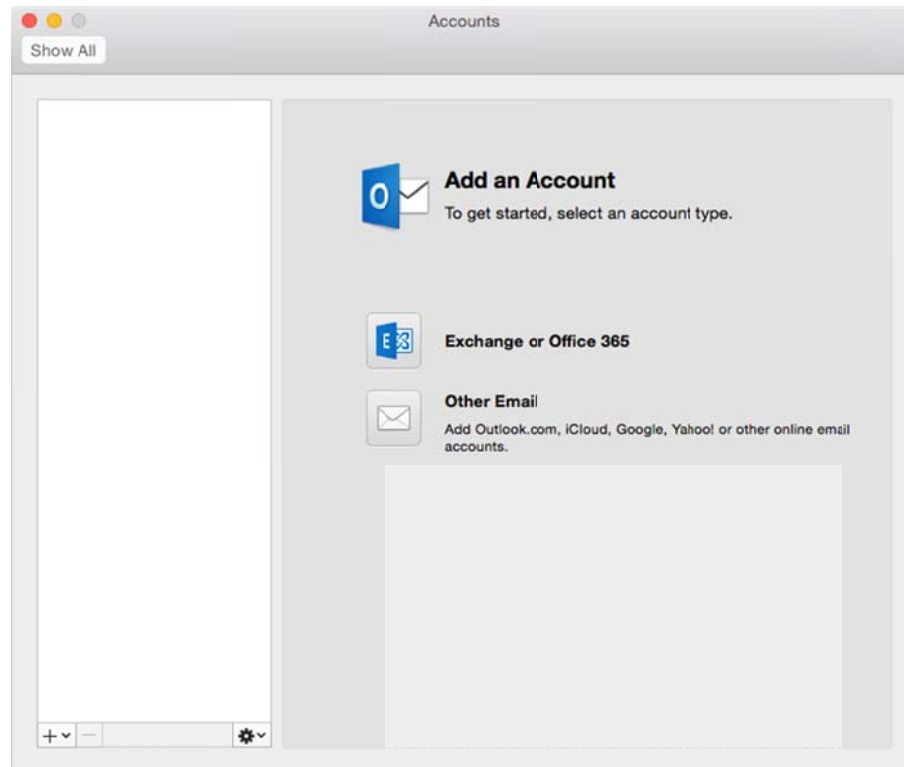 Accounts
Show All
Add an Account
To get started, select an account type.
Exchange or Office 365
Other Email
Add Outlook.com, iCloud, Google, Yahoo! or other online email
accounts.